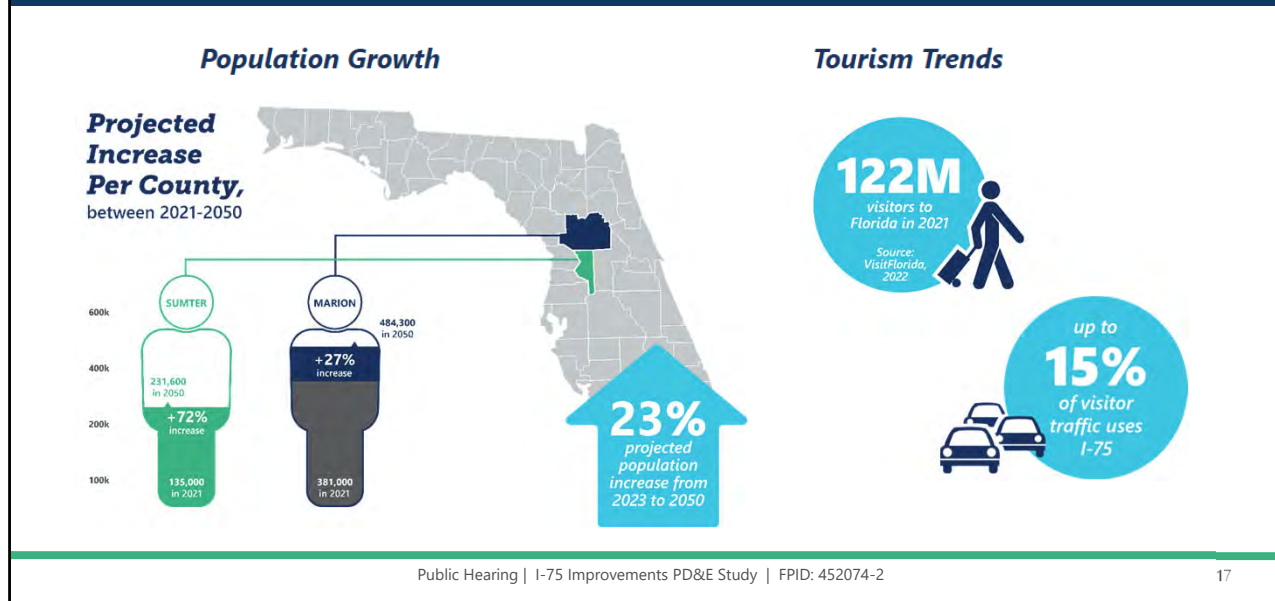 Population Growth
Projected
Increase
Per County,
between 2021-2050
SUMTER
MARION
600k
400k
200k
100k
484,300
in 2050
+27%
increase
231,600
in 2050
+72%
increase
135,000
in 2021
381,000
in 2021
23%
projected
population
increase from
2023 to 2050
Tourism Trends
122M
visitors to
Florida in 2021
Source:
VisitFlorida,
2022
up to
15%
of visitor
traffic uses
I-75
Public Hearing | I-75 Improvements PD&E Study | FPID: 452074-2
17